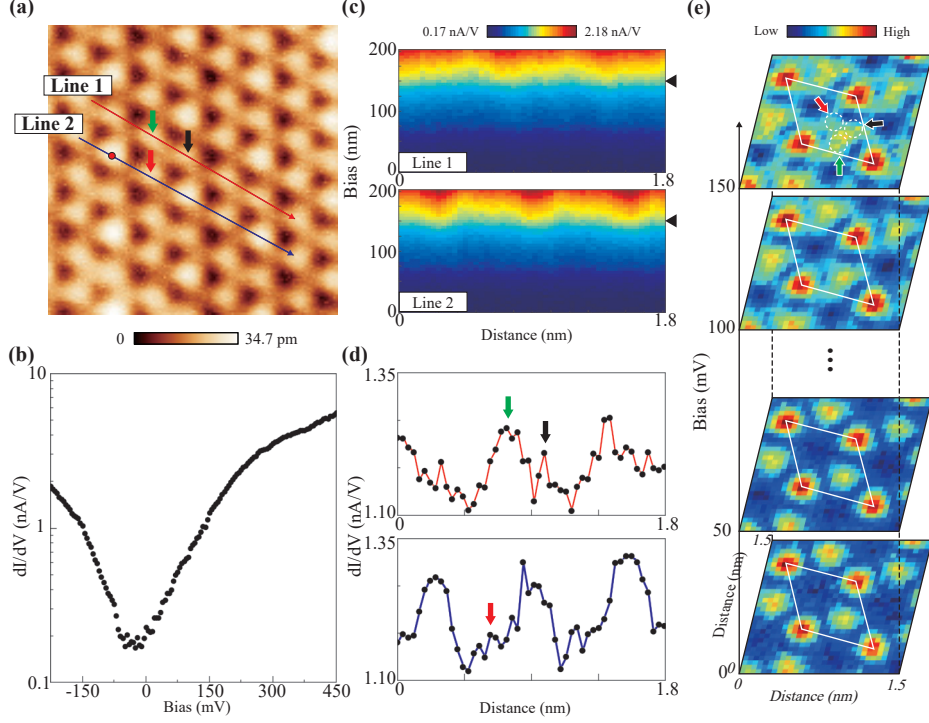 (a)
Line 1
Line 2
0 34.7 pm
(b)
10
1
0.1
dI/dV (nA/V)
-150 0 150 300 450
Bias (mV)
(c)
0.17 nA/V 2.18 nA/V
200
100
0
Line 1
0 1.8
Bias (nm)
200
100
0
Line 2
0 1.8
Distance (nm)
(d)
1.35
1.10
0 1.8
dI/dV (nA/V)
1.35
1.10
0 1.8
Distance (nm)
(e)
Low High
150
100
50
Bias (mV)
1.5
Distance (nm)
0
0 1.5
Distance (nm)